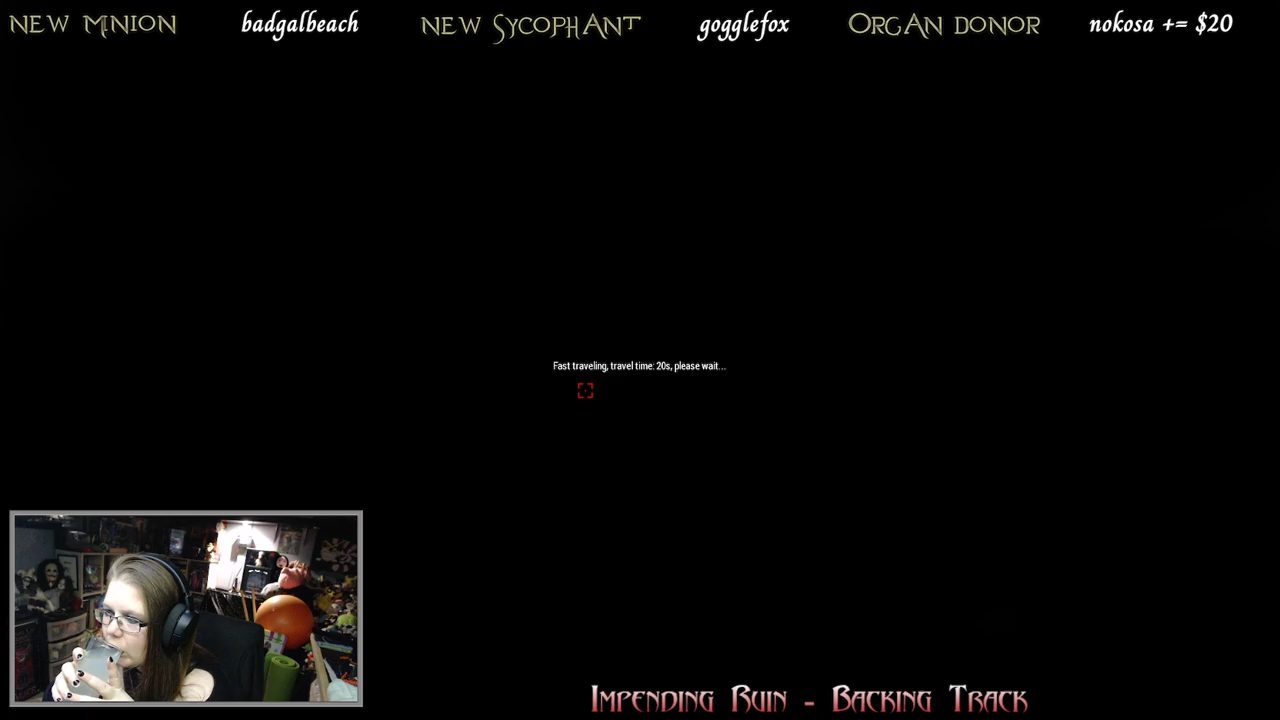 NEW MINION badgalbeach NEW SYCOPHANT gogglefox ORGAN DONOR nokosa += $20
Fast traveling, travel time: 20s, please wait...
IMPENDING RUIN - BACKING TRACK